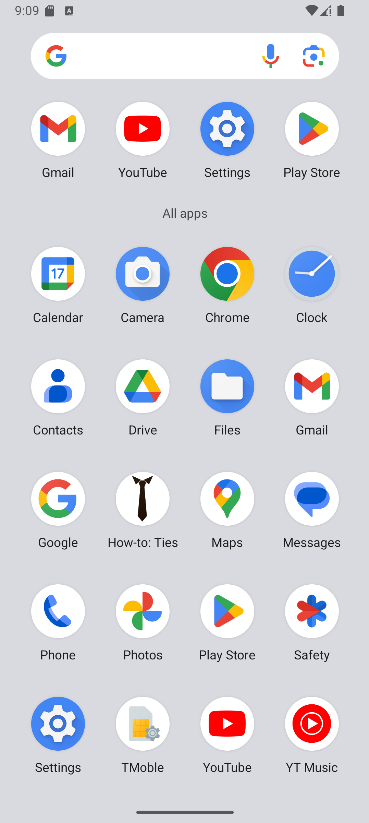 9:09
Gmail
YouTube
Settings
Play Store
All apps
17
Calendar
Camera
Chrome
Clock
Contacts
Drive
Files
Gmail
Google
How-to: Ties
Maps
Messages
Phone
Photos
Play Store
Safety
Settings
TMoble
YouTube
YT Music